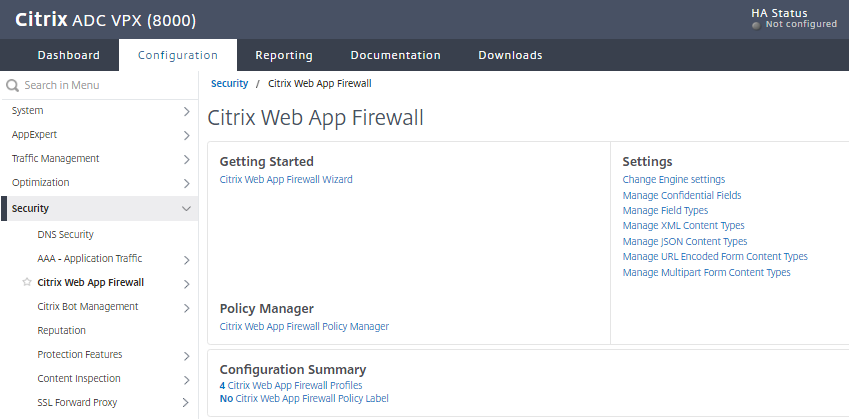 Citrix ADC VPX (8000)
HA Status
Not configured
Dashboard
Configuration
Reporting
Documentation
Downloads
Search in Menu
System
AppExpert
Traffic Management
Optimization
Security
DNS Security
AAA - Application Traffic
Citrix Web App Firewall
Citrix Bot Management
Reputation
Protection Features
Content Inspection
SSL Forward Proxy
Security / Citrix Web App Firewall
Citrix Web App Firewall
Getting Started
Citrix Web App Firewall Wizard
Policy Manager
Citrix Web App Firewall Policy Manager
Settings
Change Engine settings
Manage Confidential Fields
Manage Field Types
Manage XML Content Types
Manage JSON Content Types
Manage URL Encoded Form Content Types
Manage Multipart Form Content Types
Configuration Summary
4 Citrix Web App Firewall Profiles
No Citrix Web App Firewall Policy Label